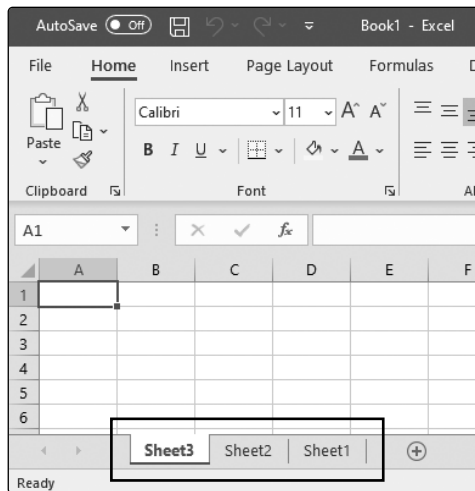 AutoSave Off Book1 - Excel
File Home Insert Page Layout Formulas
Calibri 11 A A
Paste B I U A
Clipboard Font
A1 fx
A B C D E F
1
2
3
4
5
6
Sheet3 Sheet2 Sheet1
Ready